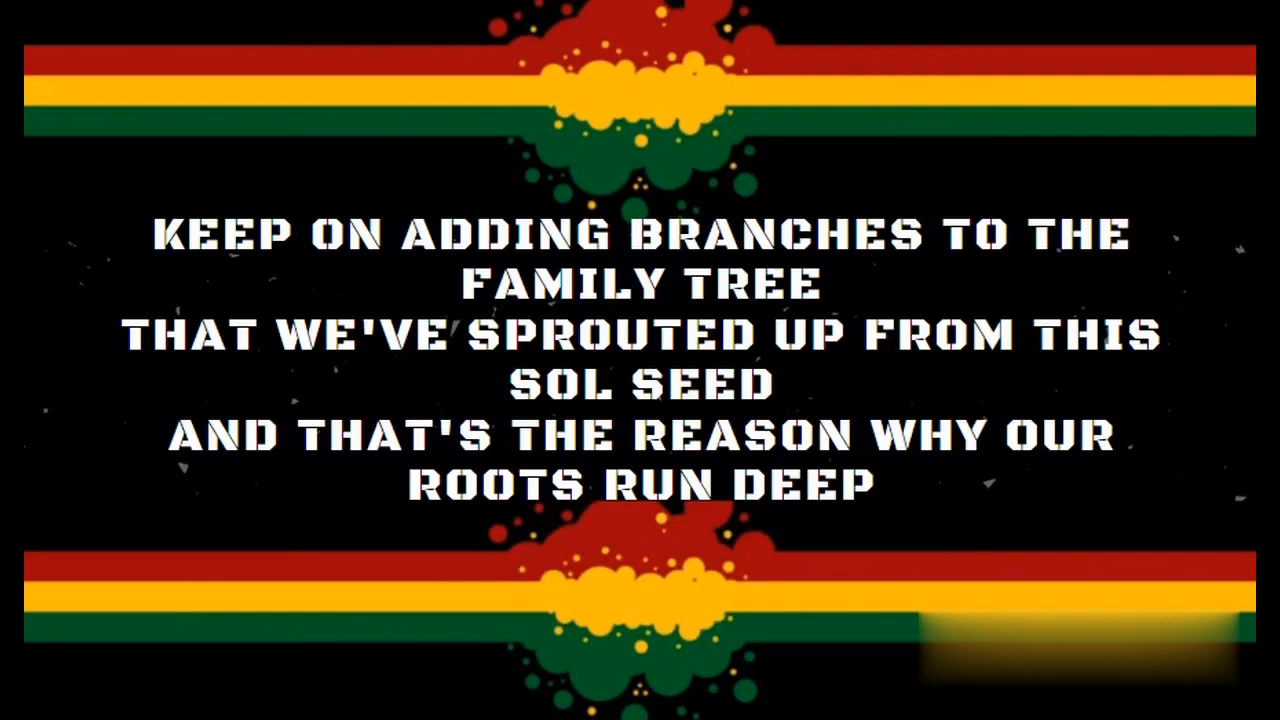 KEEP ON ADDING BRANCHES TO THE
FAMILY TREE
THAT WE'VE SPROUTED UP FROM THIS
SOL SEED
AND THAT'S THE REASON WHY OUR
ROOTS RUN DEEP